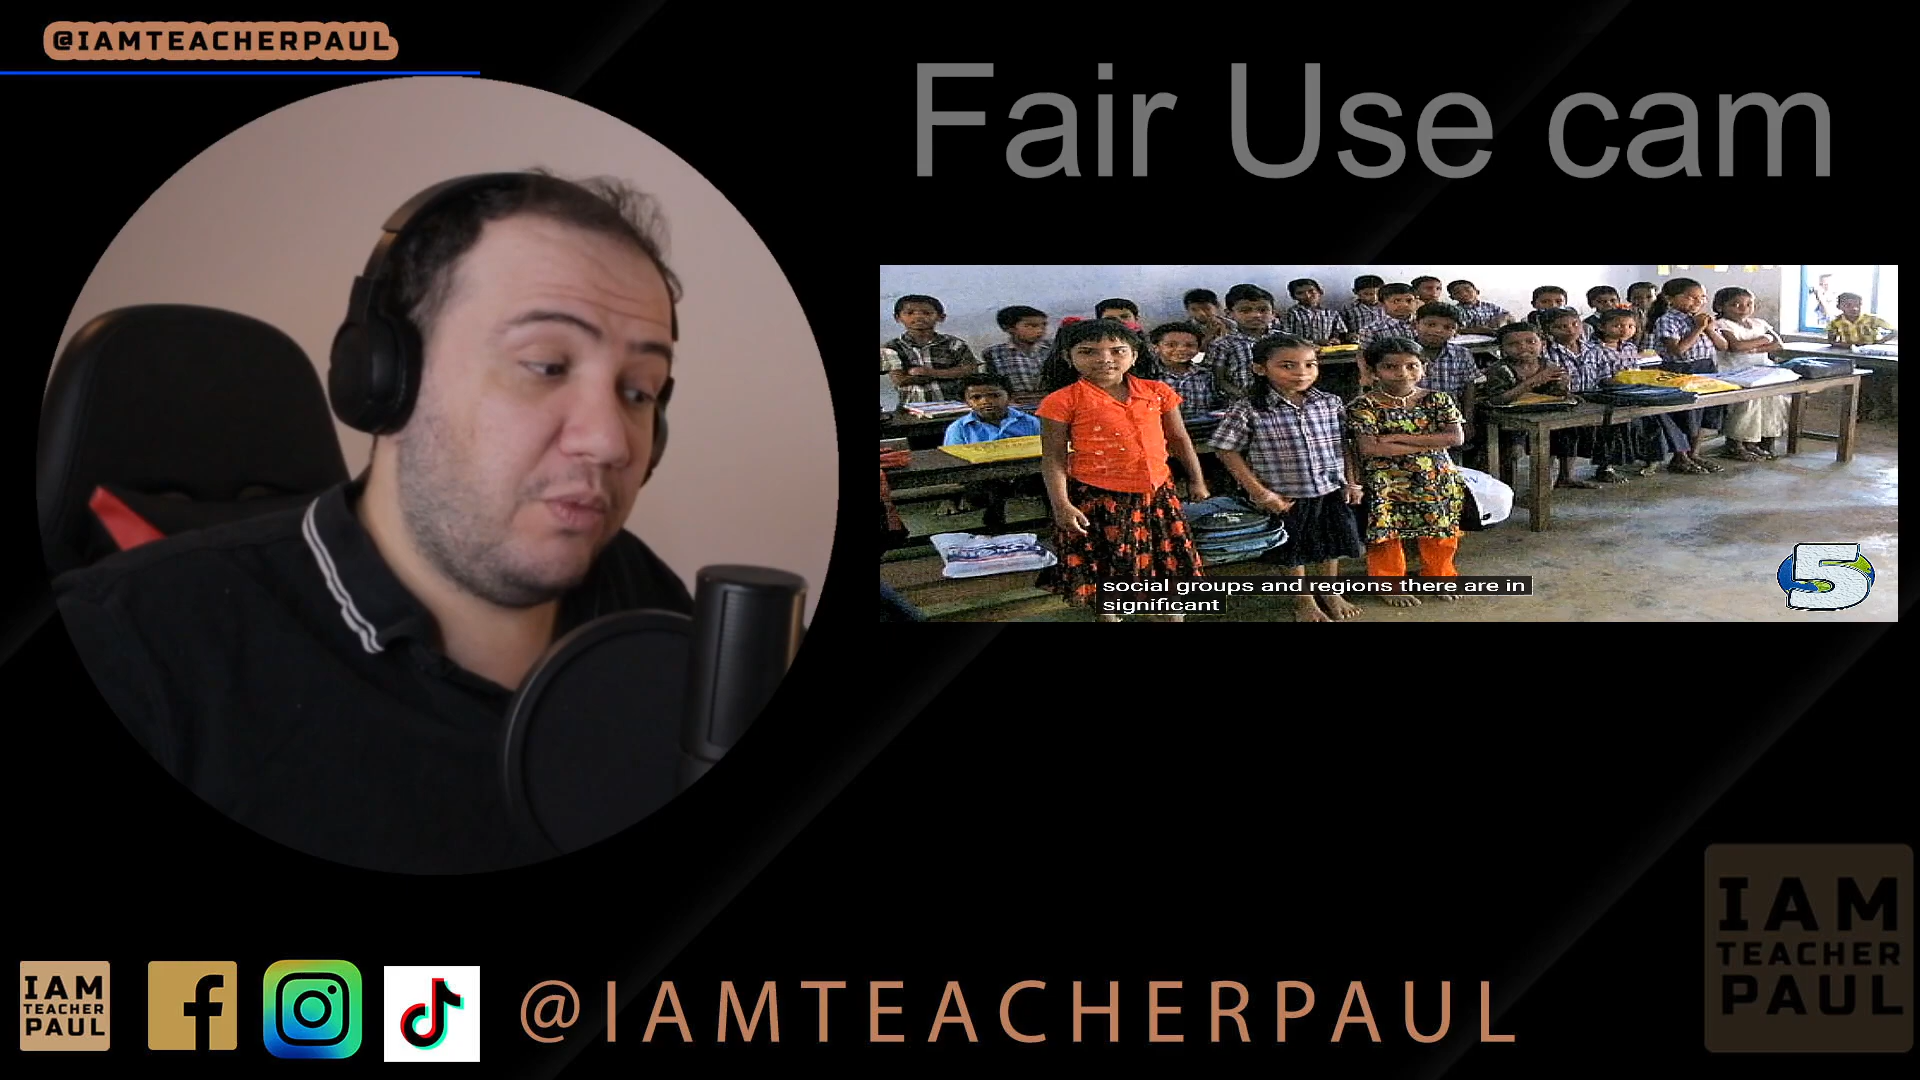 @IAMTEACHERPAUL
Fair Use cam
social groups and regions there are in
significant
5
IAM
TEACHER
PAUL
IAM
TEACHER
PAUL
@IAMTEACHERPAUL